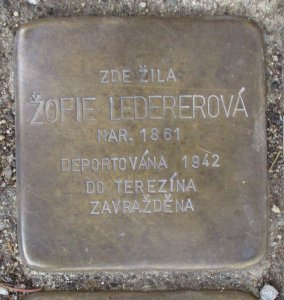 ZDE ŽILA
ŽOFIE LEDEREROVÁ
NAR. 1861
DEPORTOVÁNA 1942
DO TEREZÍNA
ZAVRAŽDĚNA